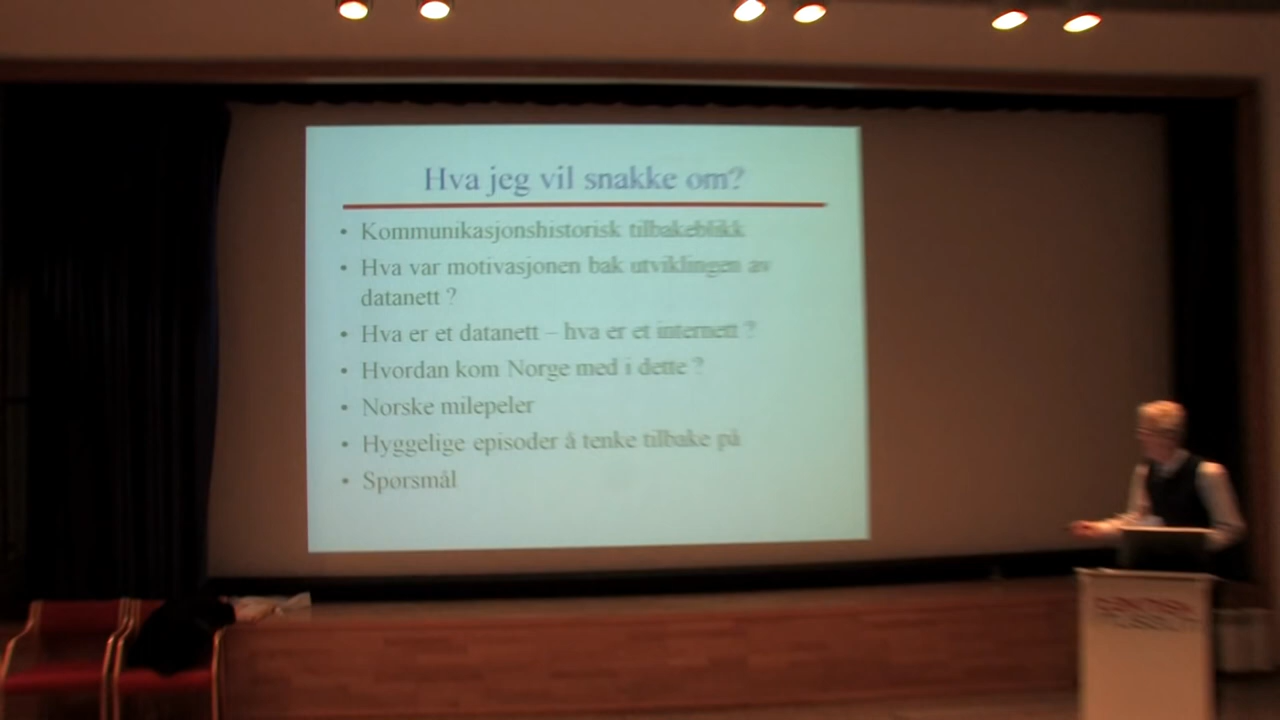 Hva jeg vil snakke om?
• Kommunikasjonshistorisk tilbakeblikk
• Hva var motivasjonen bak utviklingen av
datanett ?
• Hva er et datanett – hva er et internett ?
• Hvordan kom Norge med i dette ?
• Norske milepeler
• Hyggelige episoder å tenke tilbake på
• Spørsmål